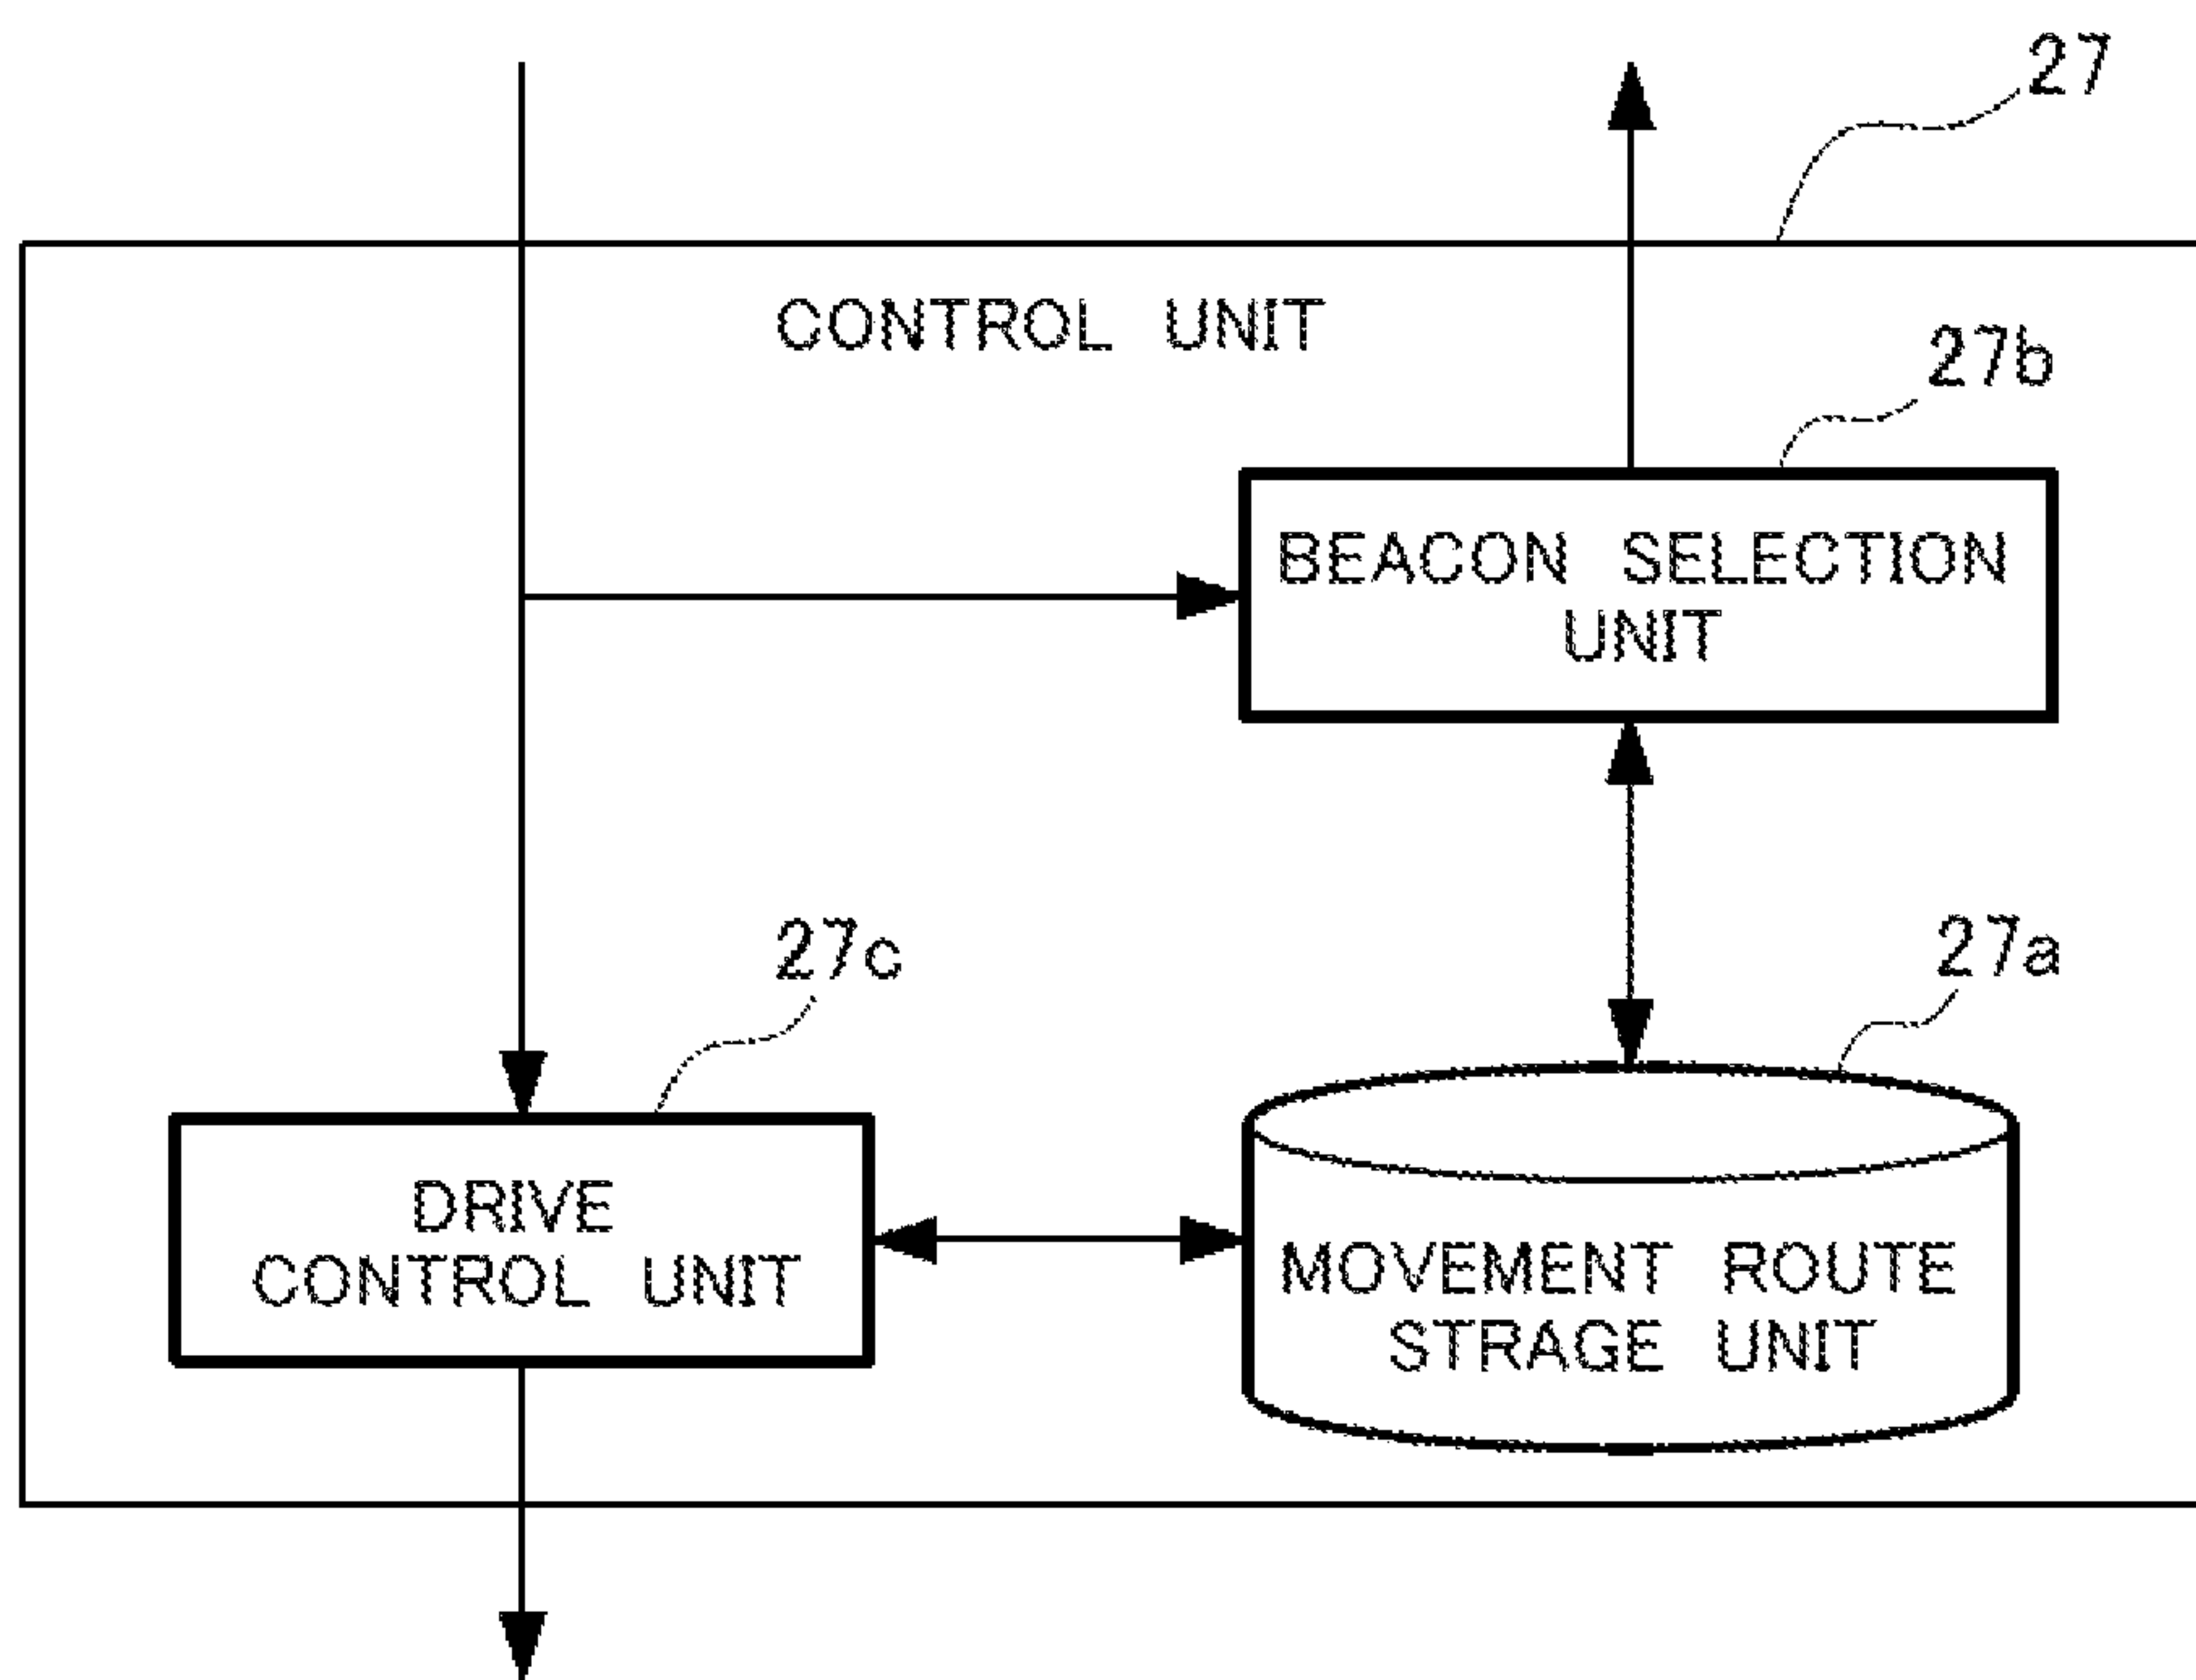 27
CONTROL UNIT
27b
BEACON SELECTION
UNIT
27c
27a
DRIVE
CONTROL UNIT
MOVEMENT ROUTE
STRAGE UNIT